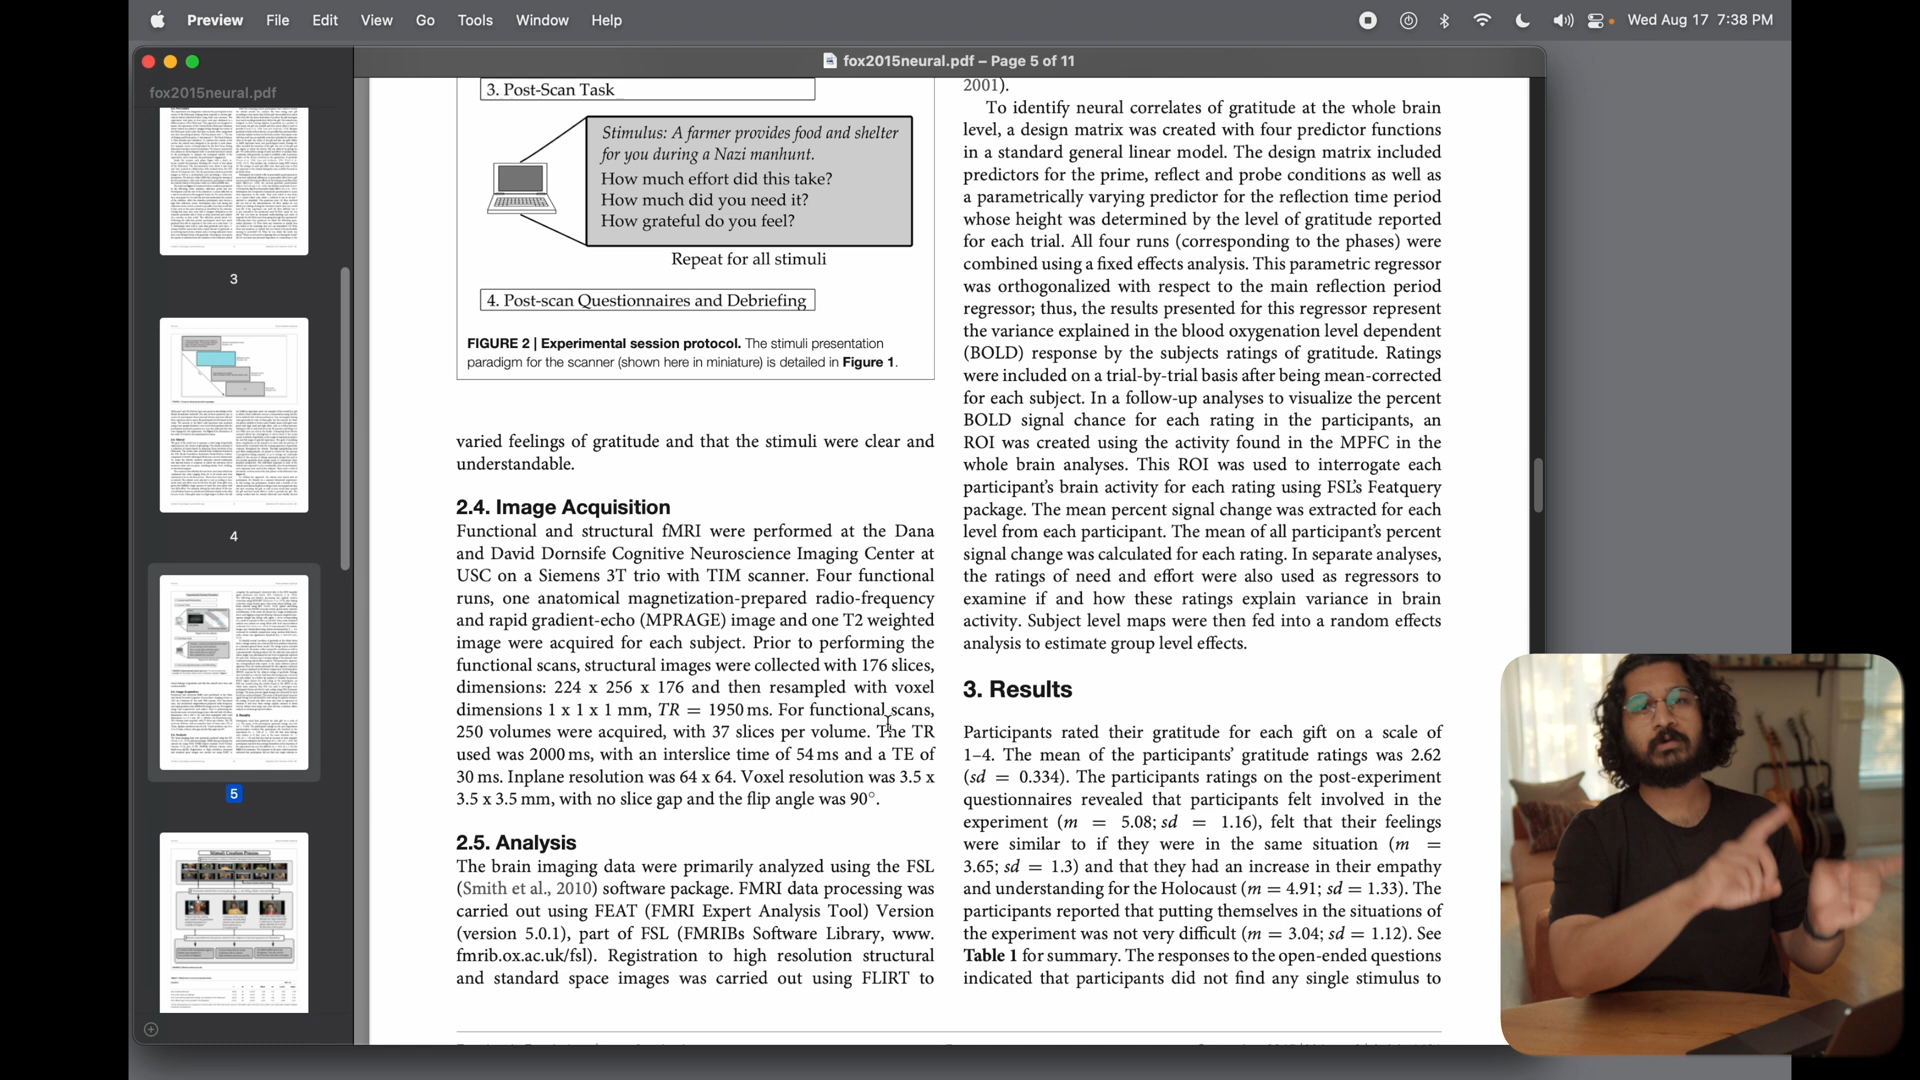 Preview File Edit View Go Tools Window Help
Wed Aug 17 7:38 PM
fox2015neural.pdf – Page 5 of 11
fox2015neural.pdf
3
4
5
3. Post-Scan Task
Stimulus: A farmer provides food and shelter
for you during a Nazi manhunt.
How much effort did this take?
How much did you need it?
How grateful do you feel?
Repeat for all stimuli
4. Post-scan Questionnaires and Debriefing
FIGURE 2 | Experimental session protocol. The stimuli presentation
paradigm for the scanner (shown here in miniature) is detailed in Figure 1.
varied feelings of gratitude and that the stimuli were clear and
understandable.
2.4. Image Acquisition
Functional and structural fMRI were performed at the Dana
and David Dornsife Cognitive Neuroscience Imaging Center at
USC on a Siemens 3T trio with TIM scanner. Four functional
runs, one anatomical magnetization-prepared radio-frequency
and rapid gradient-echo (MPRAGE) image and one T2 weighted
image were acquired for each subject. Prior to performing the
functional scans, structural images were collected with 176 slices,
dimensions: 224 x 256 x 176 and then resampled with voxel
dimensions 1 x 1 x 1 mm, TR = 1950 ms. For functional scans,
250 volumes were acquired, with 37 slices per volume. The TR
used was 2000 ms, with an interslice time of 54 ms and a TE of
30 ms. Inplane resolution was 64 x 64. Voxel resolution was 3.5 x
3.5 x 3.5 mm, with no slice gap and the flip angle was 90°.
2.5. Analysis
The brain imaging data were primarily analyzed using the FSL
(Smith et al., 2010) software package. FMRI data processing was
carried out using FEAT (FMRI Expert Analysis Tool) Version
(version 5.0.1), part of FSL (FMRIBs Software Library, www.
fmrib.ox.ac.uk/fsl). Registration to high resolution structural
and standard space images was carried out using FLIRT to
2001).
To identify neural correlates of gratitude at the whole brain
level, a design matrix was created with four predictor functions
in a standard general linear model. The design matrix included
predictors for the prime, reflect and probe conditions as well as
a parametrically varying predictor for the reflection time period
whose height was determined by the level of gratitude reported
for each trial. All four runs (corresponding to the phases) were
combined using a fixed effects analysis. This parametric regressor
was orthogonalized with respect to the main reflection period
regressor; thus, the results presented for this regressor represent
the variance explained in the blood oxygenation level dependent
(BOLD) response by the subjects ratings of gratitude. Ratings
were included on a trial-by-trial basis after being mean-corrected
for each subject. In a follow-up analyses to visualize the percent
BOLD signal chance for each rating in the participants, an
ROI was created using the activity found in the MPFC in the
whole brain analyses. This ROI was used to interrogate each
participant's brain activity for each rating using FSL's Featquery
package. The mean percent signal change was extracted for each
level from each participant. The mean of all participant's percent
signal change was calculated for each rating. In separate analyses,
the ratings of need and effort were also used as regressors to
examine if and how these ratings explain variance in brain
activity. Subject level maps were then fed into a random effects
analysis to estimate group level effects.
3. Results
Participants rated their gratitude for each gift on a scale of
1–4. The mean of the participants' gratitude ratings was 2.62
(sd = 0.334). The participants ratings on the post-experiment
questionnaires revealed that participants felt involved in the
experiment (m = 5.08; sd = 1.16), felt that their feelings
were similar to if they were in the same situation (m =
3.65; sd = 1.3) and that they had an increase in their empathy
and understanding for the Holocaust (m = 4.91; sd = 1.33). The
participants reported that putting themselves in the situations of
the experiment was not very difficult (m = 3.04; sd = 1.12). See
Table 1 for summary. The responses to the open-ended questions
indicated that participants did not find any single stimulus to